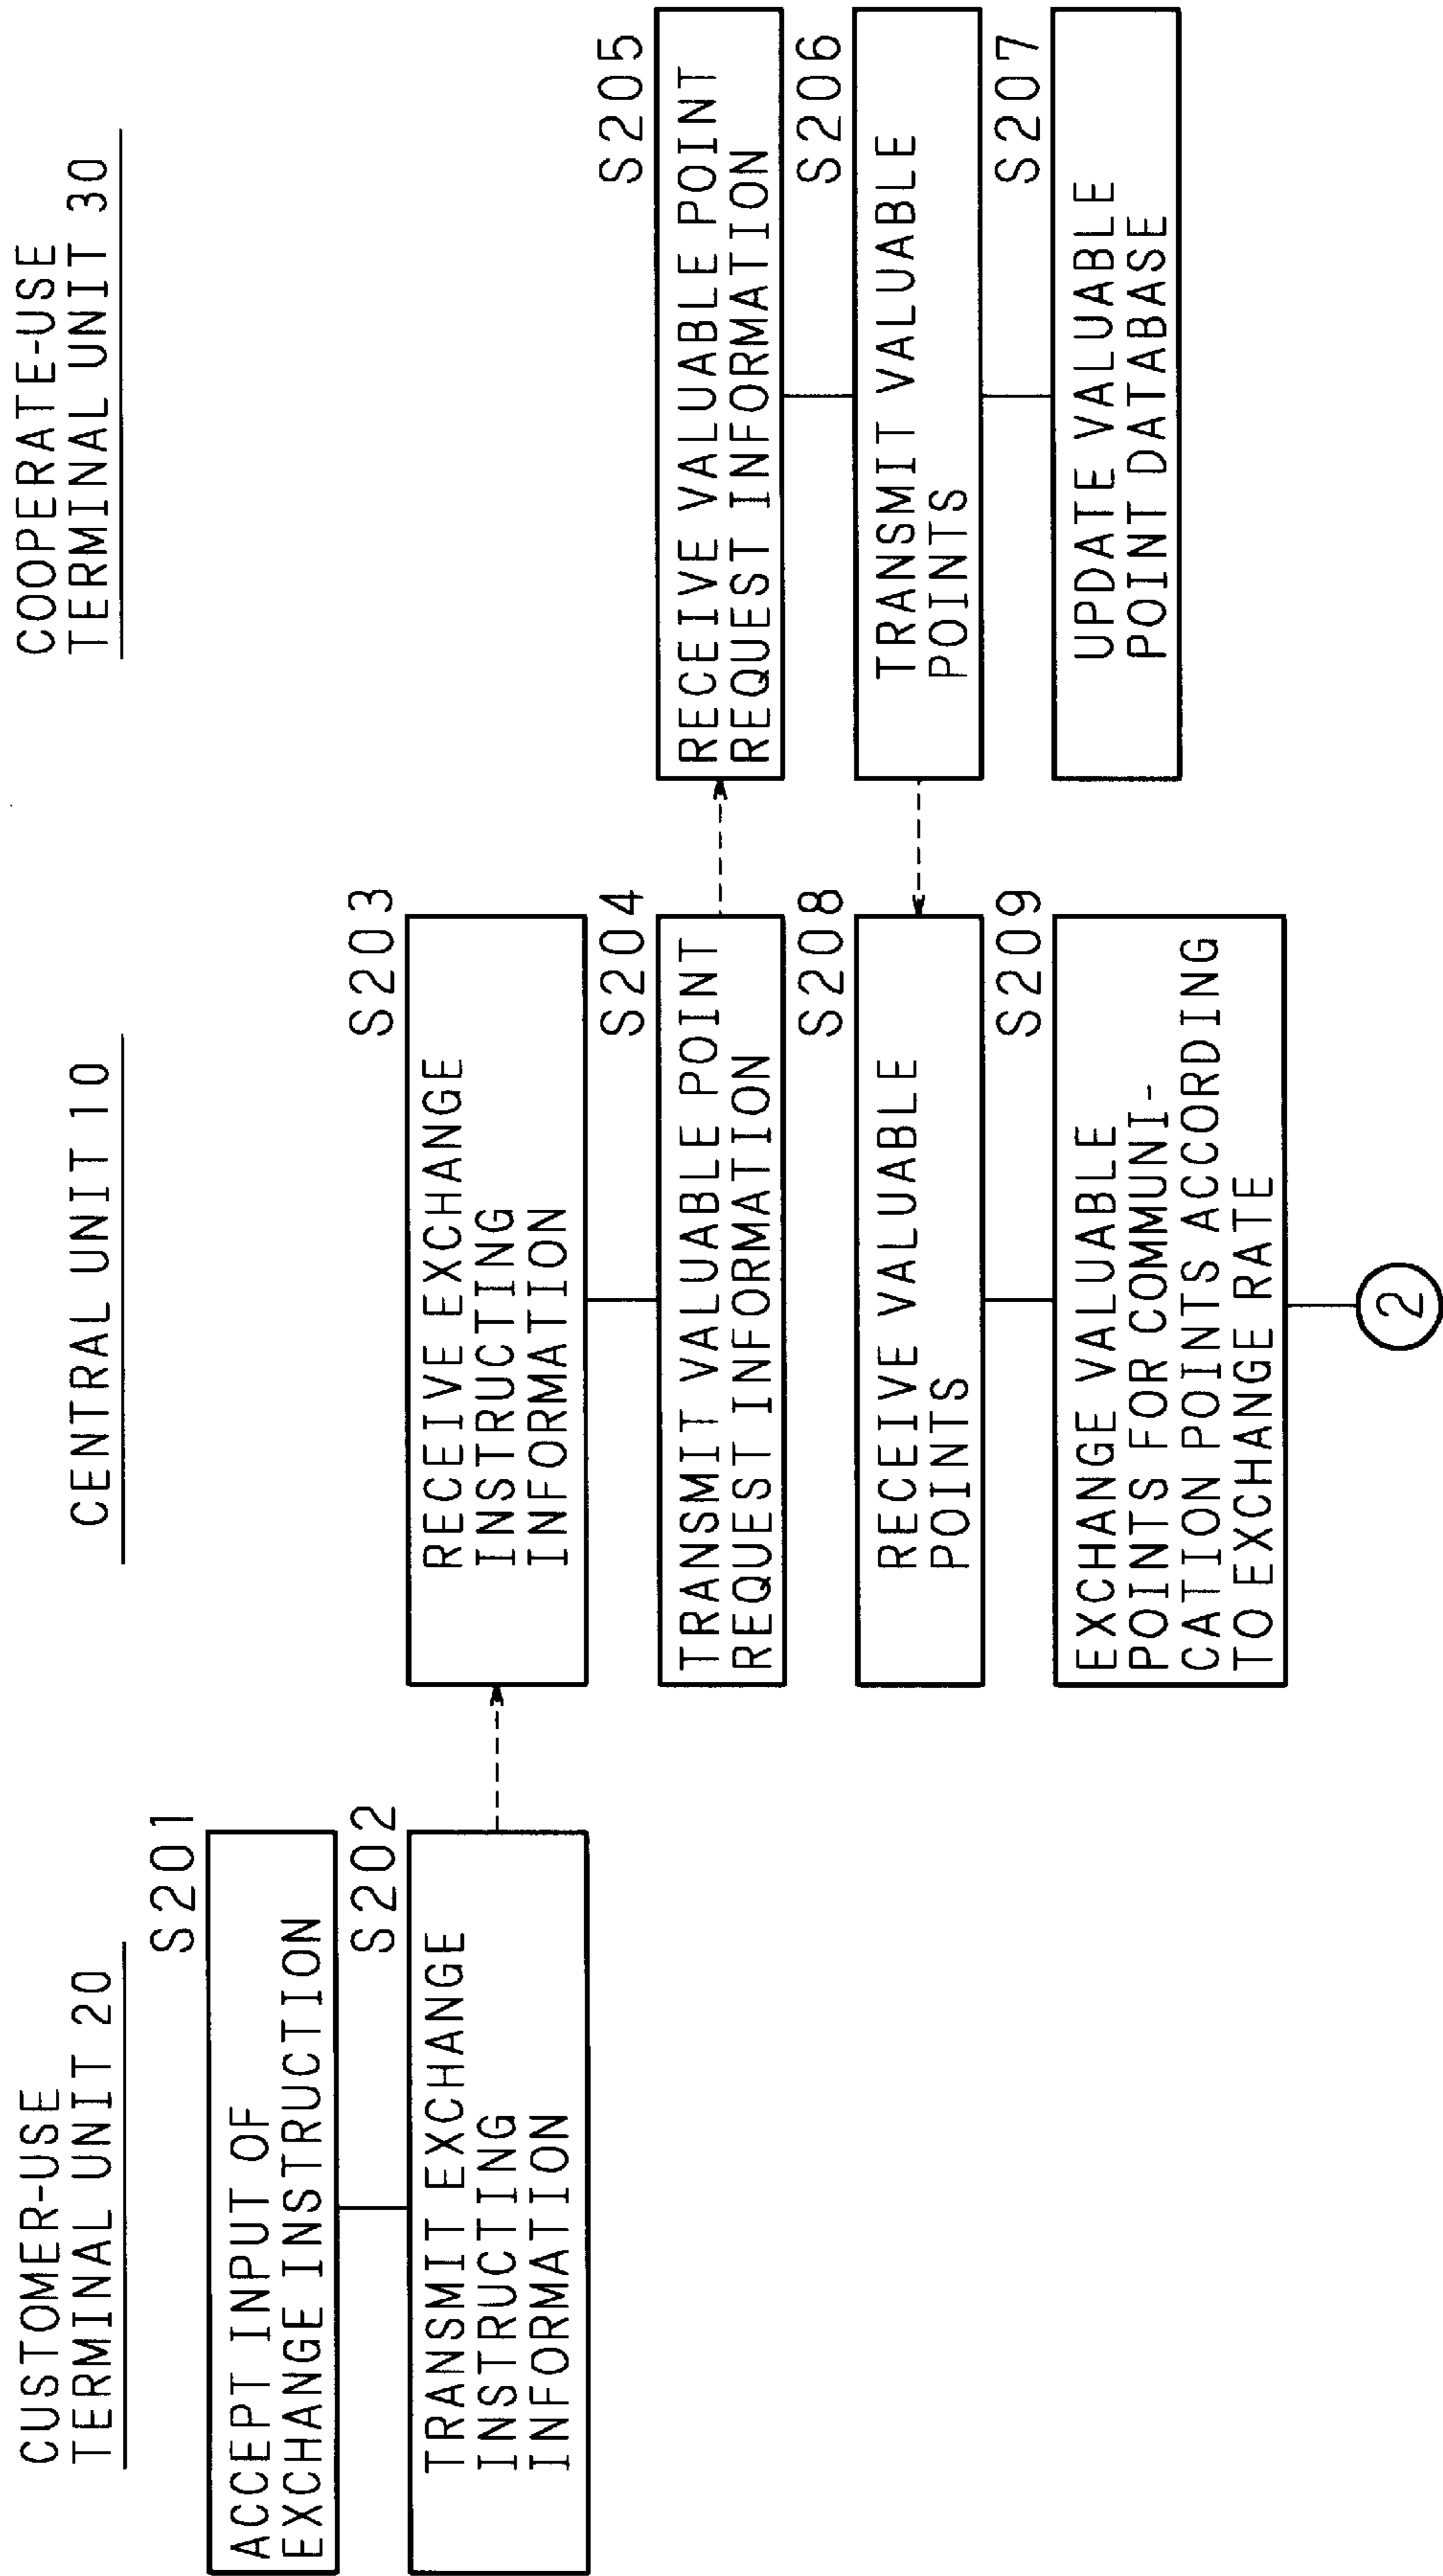 CUSTOMER-USE
TERMINAL UNIT 20
S201
ACCEPT INPUT OF
EXCHANGE INSTRUCTION
S202
TRANSMIT EXCHANGE
INSTRUCTING
INFORMATION
CENTRAL UNIT 10
S203
RECEIVE EXCHANGE
INSTRUCTING
INFORMATION
S204
TRANSMIT VALUABLE POINT
REQUEST INFORMATION
S208
RECEIVE VALUABLE
POINTS
S209
EXCHANGE VALUABLE
POINTS FOR COMMUNI-
CATION POINTS ACCORDING
TO EXCHANGE RATE
2
COOPERATE-USE
TERMINAL UNIT 30
S205
RECEIVE VALUABLE POINT
REQUEST INFORMATION
S206
TRANSMIT VALUABLE
POINTS
S207
UPDATE VALUABLE
POINT DATABASE